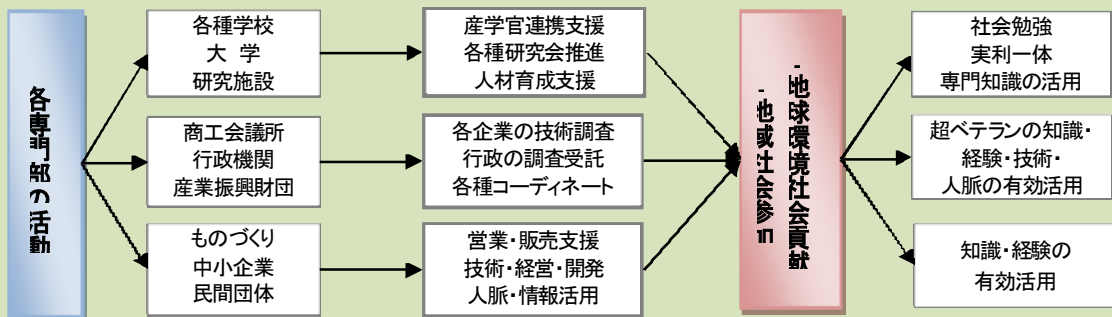 各専門部の活動
各種学校
大 学
研究施設
商工会議所
行政機関
産業振興財団
ものづくり
中小企業
民間団体
産学官連携支援
各種研究会推進
人材育成支援
各企業の技術調査
行政の調査受託
各種コーディネート
営業・販売支援
技術・経営・開発
人脈・情報活用
-地球環境社会貢献
-地域社会参加
社会勉強
実利一体
専門知識の活用
超ベテランの知識・
経験・技術・
人脈の有効活用
知識・経験の
有効活用